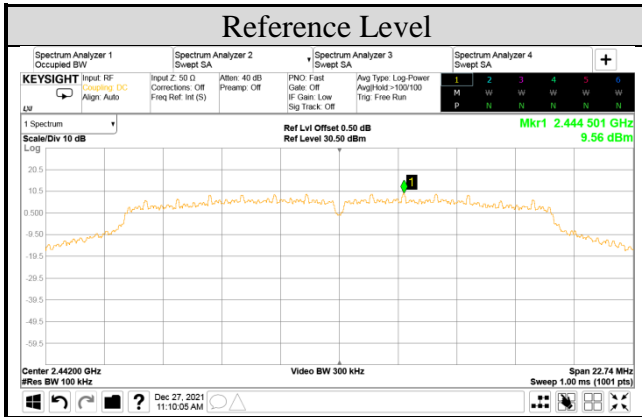 Reference Level
Spectrum Analyzer 1 Spectrum Analyzer 2 Spectrum Analyzer 3 Spectrum Analyzer 4
Occupied BW Swept SA Swept SA Swept SA
KEYSIGHT Input: RF Input Z: 50 Ω Atten: 40 dB PNO: Fast Avg Type: Log-Power 1 2 3 4 5 6
Coupling: DC Corrections: Off Preamp: Off Gate: Off Avg|Hold:>100/100 M W W W W W
Align: Auto Freq Ref: Int (S) IF Gain: Low Trig: Free Run
Sig Track: Off P N N N N N
LXI
1 Spectrum Ref Lvl Offset 0.50 dB Mkr1 2.444 501 GHz
Scale/Div 10 dB Ref Level 30.50 dBm 9.56 dBm
Log
20.5
1
10.5
0.500
-9.50
-19.5
-29.5
-39.5
-49.5
-59.5
Center 2.44200 GHz Video BW 300 kHz Span 22.74 MHz
#Res BW 100 kHz Sweep 1.00 ms (1001 pts)
? Dec 27, 2021
11:10:05 AM